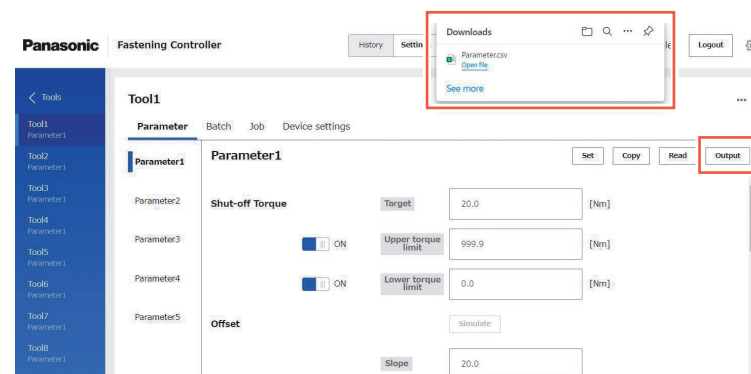 Downloads
Parameter.csv
Open file
See more
Panasonic
Fastening Controller
History
Settin
Logout
Tools
Tool1
Parameter1
Tool2
Parameter1
Tool3
Parameter1
Tool4
Parameter1
Tool5
Parameter1
Tool6
Parameter1
Tool7
Parameter1
Tool8
Parameter1
Tool1
Parameter Batch Job Device settings
Parameter1
Parameter2
Parameter3
Parameter4
Parameter5
Parameter1
Set Copy Read Output
Shut-off Torque Target 20.0 [Nm]
ON Upper torque limit 999.9 [Nm]
ON Lower torque limit 0.0 [Nm]
Offset Simulate
Slope 20.0